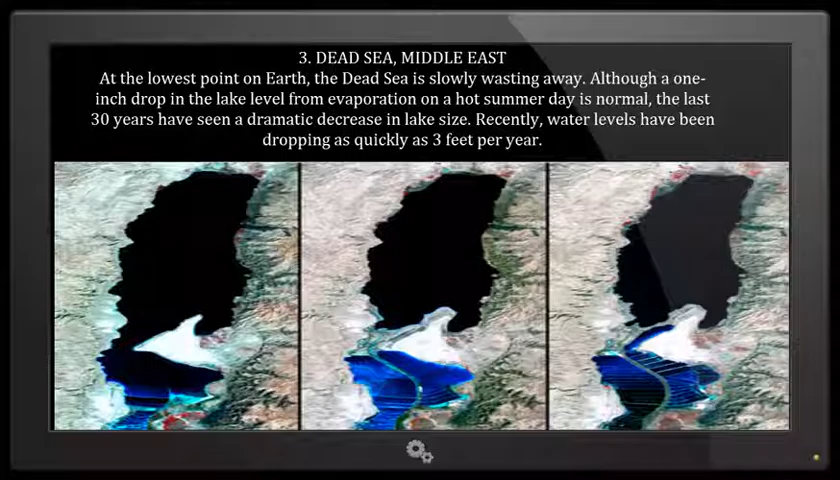 3. DEAD SEA, MIDDLE EAST
At the lowest point on Earth, the Dead Sea is slowly wasting away. Although a one-
inch drop in the lake level from evaporation on a hot summer day is normal, the last
30 years have seen a dramatic decrease in lake size. Recently, water levels have been
dropping as quickly as 3 feet per year.